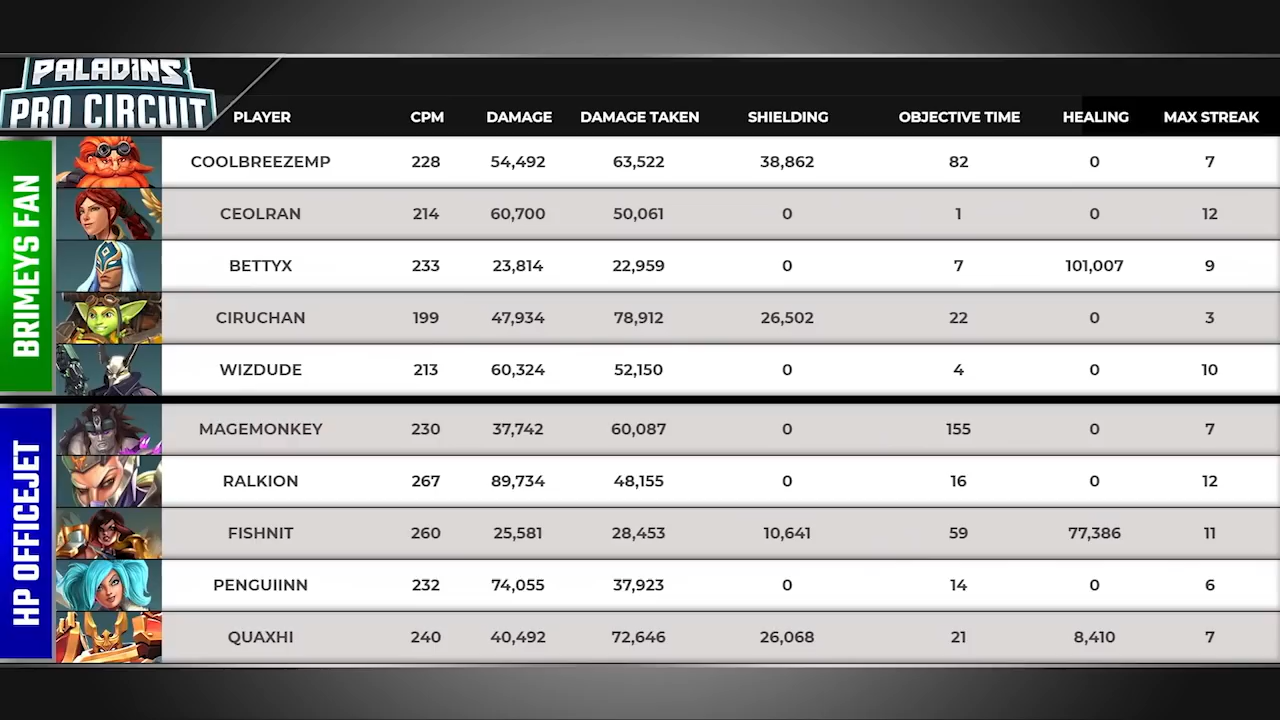 PALADINS
PRO CIRCUIT
PLAYER CPM DAMAGE DAMAGE TAKEN SHIELDING OBJECTIVE TIME HEALING MAX STREAK
BRIMEYS FAN
COOLBREEZEMP 228 54,492 63,522 38,862 82 0 7
CEOLRAN 214 60,700 50,061 0 1 0 12
BETTYX 233 23,814 22,959 0 7 101,007 9
CIRUCHAN 199 47,934 78,912 26,502 22 0 3
WIZDUDE 213 60,324 52,150 0 4 0 10
HP OFFICEJET
MAGEMONKEY 230 37,742 60,087 0 155 0 7
RALKION 267 89,734 48,155 0 16 0 12
FISHNIT 260 25,581 28,453 10,641 59 77,386 11
PENGUIINN 232 74,055 37,923 0 14 0 6
QUAXHI 240 40,492 72,646 26,068 21 8,410 7